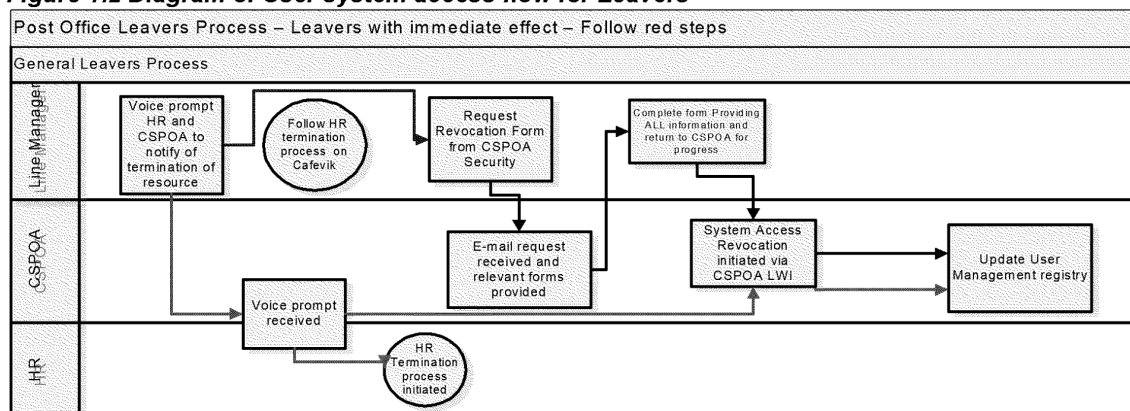 Figure 7.2 Diagram of User system access flow for Leavers
Post Office Leavers Process – Leavers with immediate effect – Follow red steps
General Leavers Process
Line Manager
Voice prompt
HR and
CSPOA to
notify of
termination of
resource
Follow HR
termination
process on
Cafevik
Request
Revocation Form
from CSPOA
Security
Complete form Providing
ALL information and
return to CSPOA for
progress
CSPOA
E-mail request
received and
relevant forms
provided
System Access
Revocation
initiated via
CSPOA LWI
Update User
Management registry
Voice prompt
received
HR
HR
Termination
process
initiated